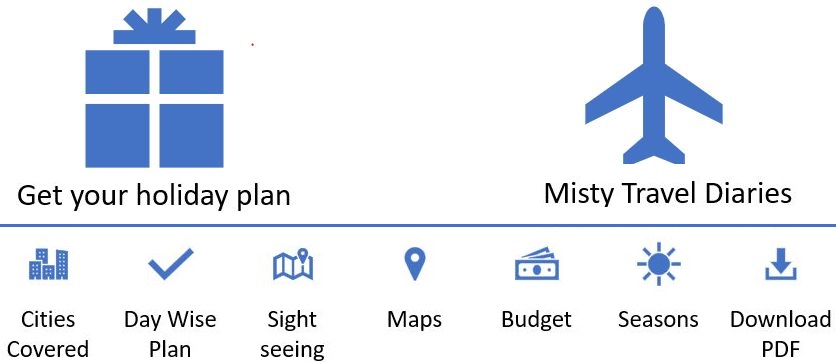 Get your holiday plan
Misty Travel Diaries
Cities
Covered
Day Wise
Plan
Sight
seeing
Maps
Budget
Seasons
Download
PDF